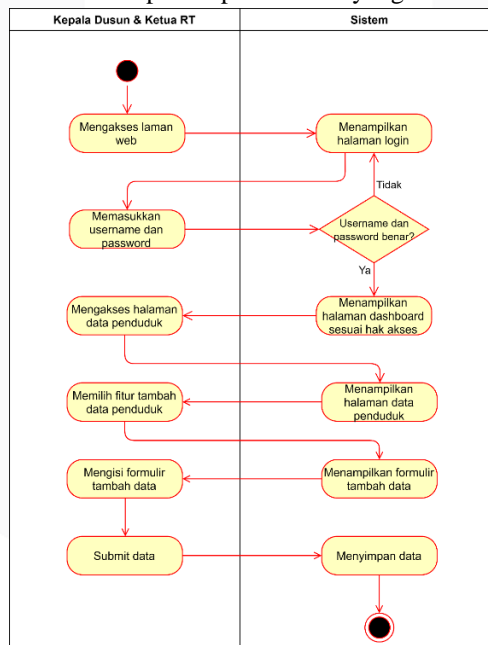 Kepala Dusun & Ketua RT
Sistem
Mengakses laman
web
Menampilkan
halaman login
Tidak
Memasukkan
username dan
password
Username dan
password benar?
Ya
Mengakses halaman
data penduduk
Menampilkan
halaman dashboard
sesuai hak akses
Memilih fitur tambah
data penduduk
Menampilkan
halaman data
penduduk
Mengisi formulir
tambah data
Menampilkan formulir
tambah data
Submit data
Menyimpan data